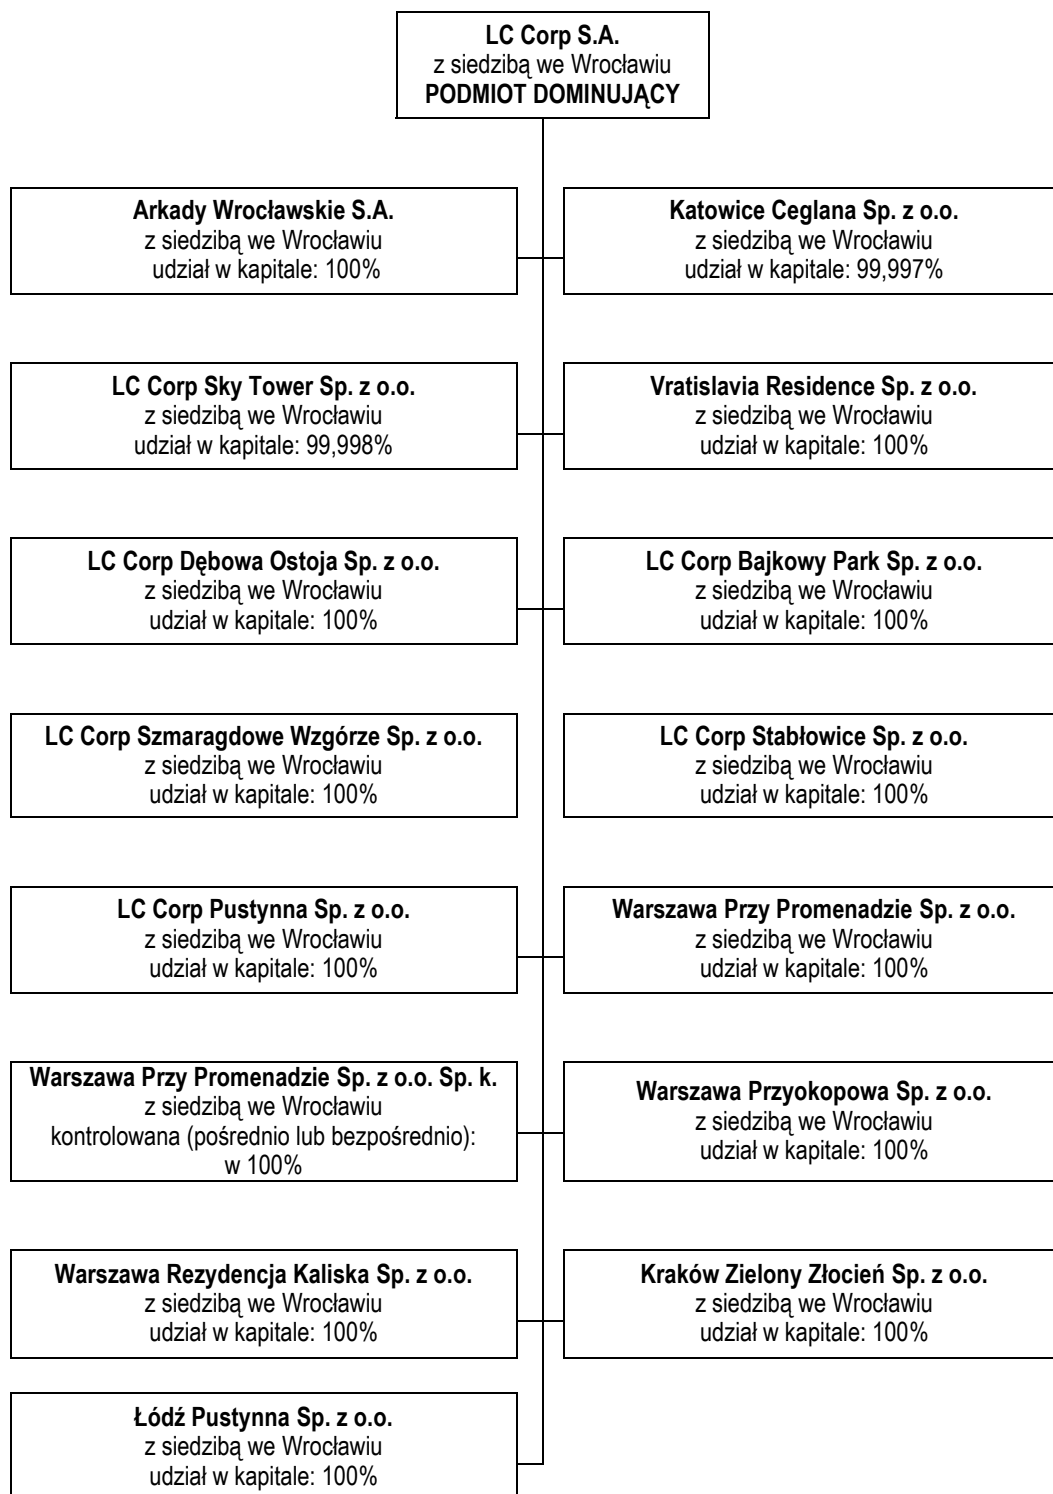 LC Corp S.A.
z siedzibą we Wrocławiu
PODMIOT DOMINUJĄCY
Arkady Wrocławskie S.A.
z siedzibą we Wrocławiu
udział w kapitale: 100%
Katowice Ceglana Sp. z o.o.
z siedzibą we Wrocławiu
udział w kapitale: 99,997%
LC Corp Sky Tower Sp. z o.o.
z siedzibą we Wrocławiu
udział w kapitale: 99,998%
Vratislavia Residence Sp. z o.o.
z siedzibą we Wrocławiu
udział w kapitale: 100%
LC Corp Dębowa Ostoja Sp. z o.o.
z siedzibą we Wrocławiu
udział w kapitale: 100%
LC Corp Bajkowy Park Sp. z o.o.
z siedzibą we Wrocławiu
udział w kapitale: 100%
LC Corp Szmaragdowe Wzgórze Sp. z o.o.
z siedzibą we Wrocławiu
udział w kapitale: 100%
LC Corp Stabłowice Sp. z o.o.
z siedzibą we Wrocławiu
udział w kapitale: 100%
LC Corp Pustynna Sp. z o.o.
z siedzibą we Wrocławiu
udział w kapitale: 100%
Warszawa Przy Promenadzie Sp. z o.o.
z siedzibą we Wrocławiu
udział w kapitale: 100%
Warszawa Przy Promenadzie Sp. z o.o. Sp. k.
z siedzibą we Wrocławiu
kontrolowana (pośrednio lub bezpośrednio):
w 100%
Warszawa Przyokopowa Sp. z o.o.
z siedzibą we Wrocławiu
udział w kapitale: 100%
Warszawa Rezydencja Kaliska Sp. z o.o.
z siedzibą we Wrocławiu
udział w kapitale: 100%
Kraków Zielony Złocień Sp. z o.o.
z siedzibą we Wrocławiu
udział w kapitale: 100%
Łódź Pustynna Sp. z o.o.
z siedzibą we Wrocławiu
udział w kapitale: 100%